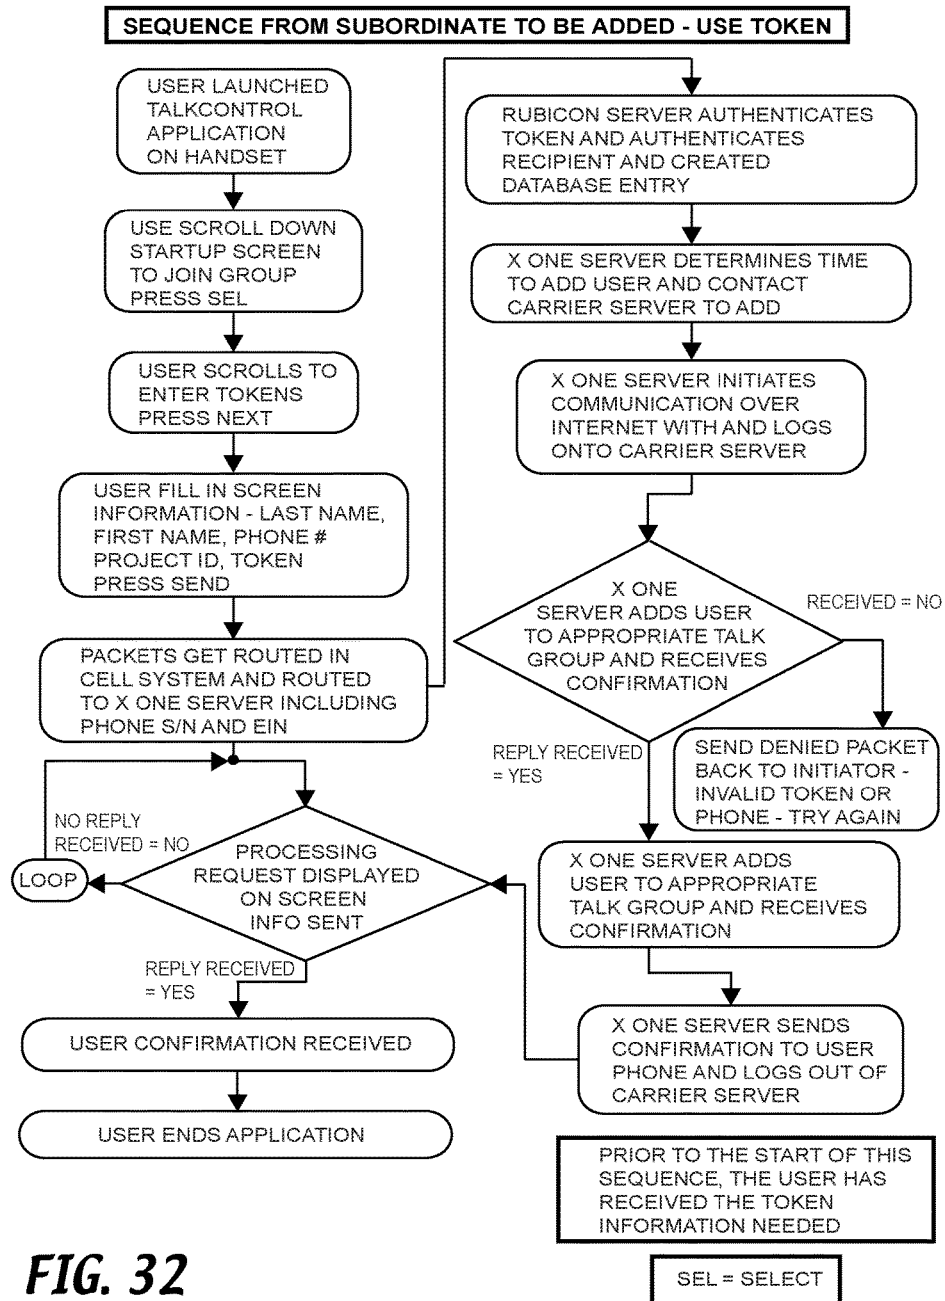 SEQUENCE FROM SUBORDINATE TO BE ADDED - USE TOKEN
USER LAUNCHED
TALKCONTROL
APPLICATION
ON HANDSET
USE SCROLL DOWN
STARTUP SCREEN
TO JOIN GROUP
PRESS SEL
USER SCROLLS TO
ENTER TOKENS
PRESS NEXT
USER FILL IN SCREEN
INFORMATION - LAST NAME,
FIRST NAME, PHONE #
PROJECT ID, TOKEN
PRESS SEND
PACKETS GET ROUTED IN
CELL SYSTEM AND ROUTED
TO X ONE SERVER INCLUDING
PHONE S/N AND EIN
NO REPLY
RECEIVED = NO
LOOP
PROCESSING
REQUEST DISPLAYED
ON SCREEN
INFO SENT
REPLY RECEIVED
= YES
USER CONFIRMATION RECEIVED
USER ENDS APPLICATION
RUBICON SERVER AUTHENTICATES
TOKEN AND AUTHENTICATES
RECIPIENT AND CREATED
DATABASE ENTRY
X ONE SERVER DETERMINES TIME
TO ADD USER AND CONTACT
CARRIER SERVER TO ADD
X ONE SERVER INITIATES
COMMUNICATION OVER
INTERNET WITH AND LOGS
ONTO CARRIER SERVER
X ONE
SERVER ADDS USER
TO APPROPRIATE TALK
GROUP AND RECEIVES
CONFIRMATION
RECEIVED = NO
REPLY RECEIVED
= YES
SEND DENIED PACKET
BACK TO INITIATOR -
INVALID TOKEN OR
PHONE - TRY AGAIN
X ONE SERVER ADDS
USER TO APPROPRIATE
TALK GROUP AND RECEIVES
CONFIRMATION
X ONE SERVER SENDS
CONFIRMATION TO USER
PHONE AND LOGS OUT OF
CARRIER SERVER
PRIOR TO THE START OF THIS
SEQUENCE, THE USER HAS
RECEIVED THE TOKEN
INFORMATION NEEDED
SEL = SELECT
FIG. 32